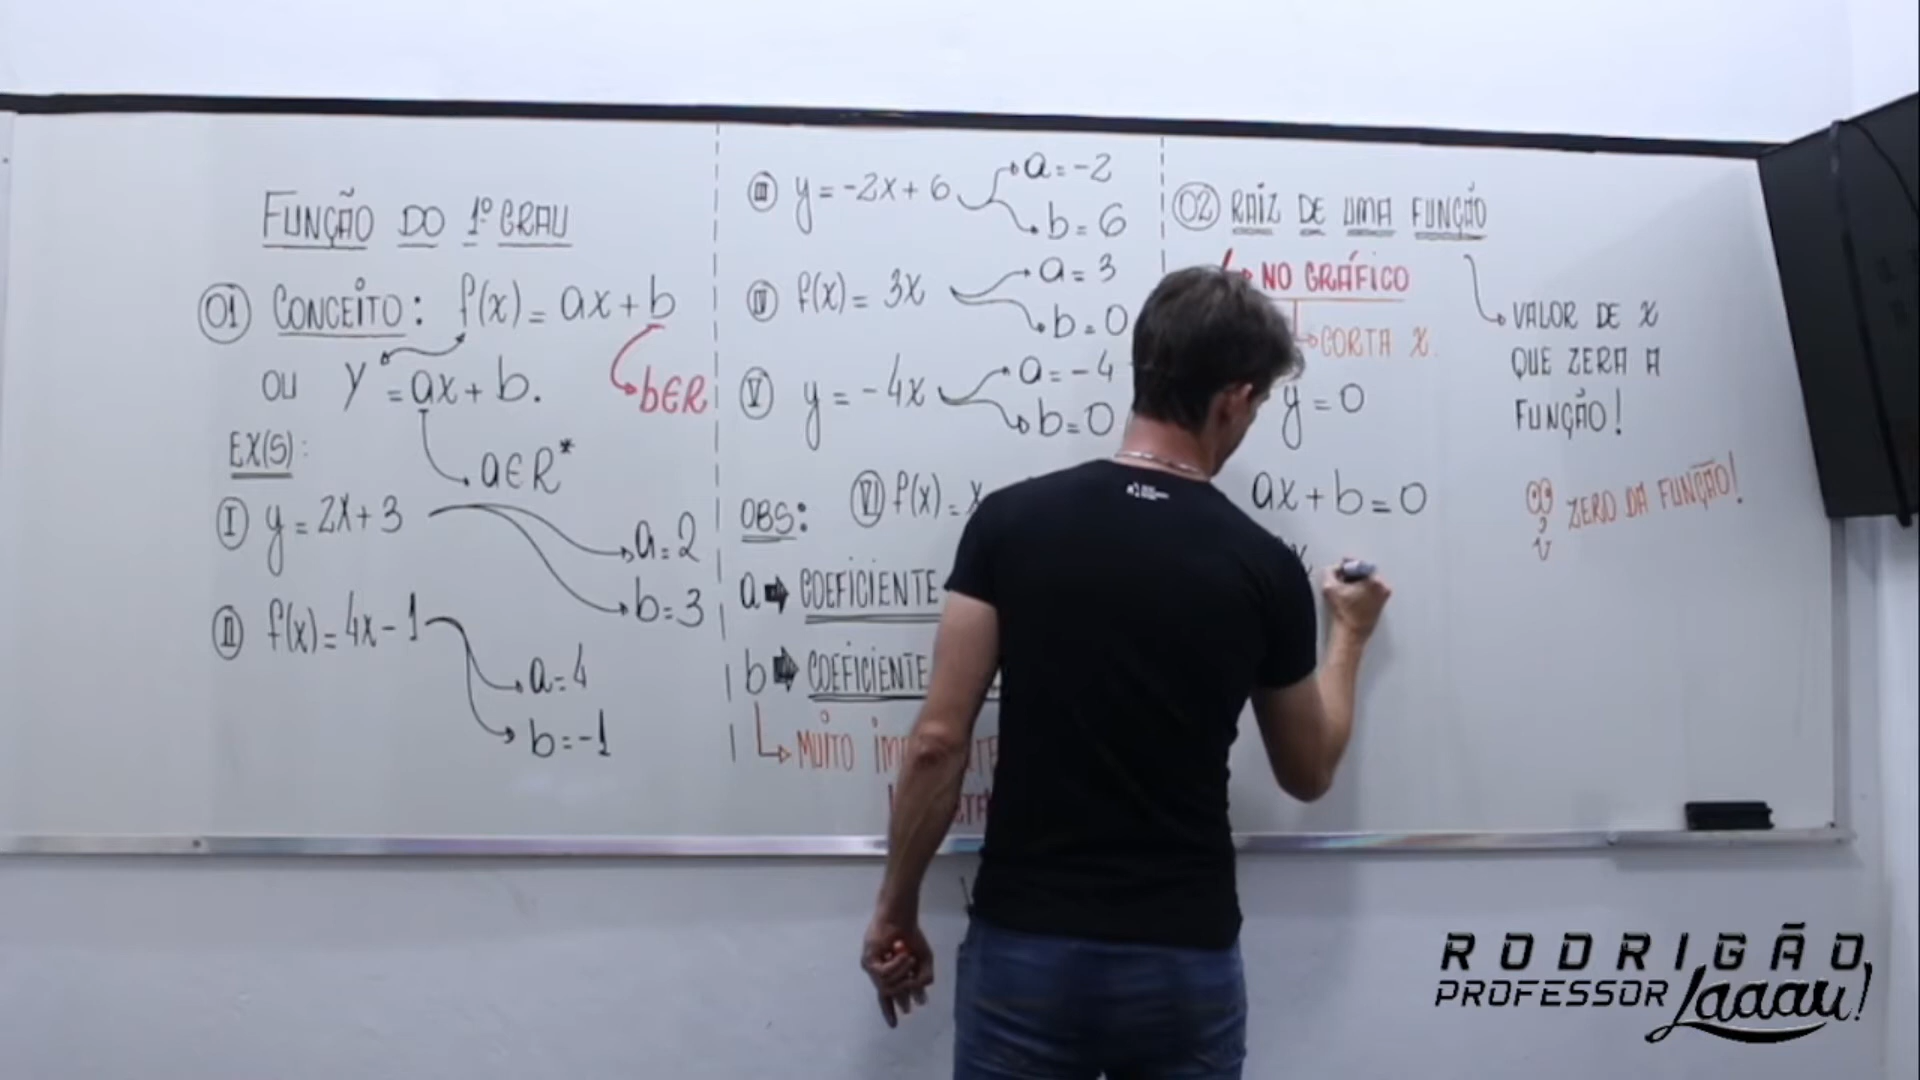 FUNÇÃO DO 1º GRAU
01 CONCEITO: f(x) = ax + b
b∈R
ou y = ax + b.
a∈R*
EX(S):
I y = 2x + 3
a = 2
b = 3
II f(x) = 4x - 1
a = 4
b = -1
III y = -2x + 6
a = -2
b = 6
IV f(x) = 3x
a = 3
b = 0
V y = -4x
a = -4
b = 0
OBS: VI f(x) = x
a ➡ COEFICIENTE
b ➡ COEFICIENTE
MUITO
02 RAIZ DE UMA FUNÇÃO
NO GRÁFICO
CORTA X.
y = 0
ax + b = 0
VALOR DE X
QUE ZERA A
FUNÇÃO!
ZERO DA FUNÇÃO!
RODRIGÃO
PROFESSOR Laaaau!